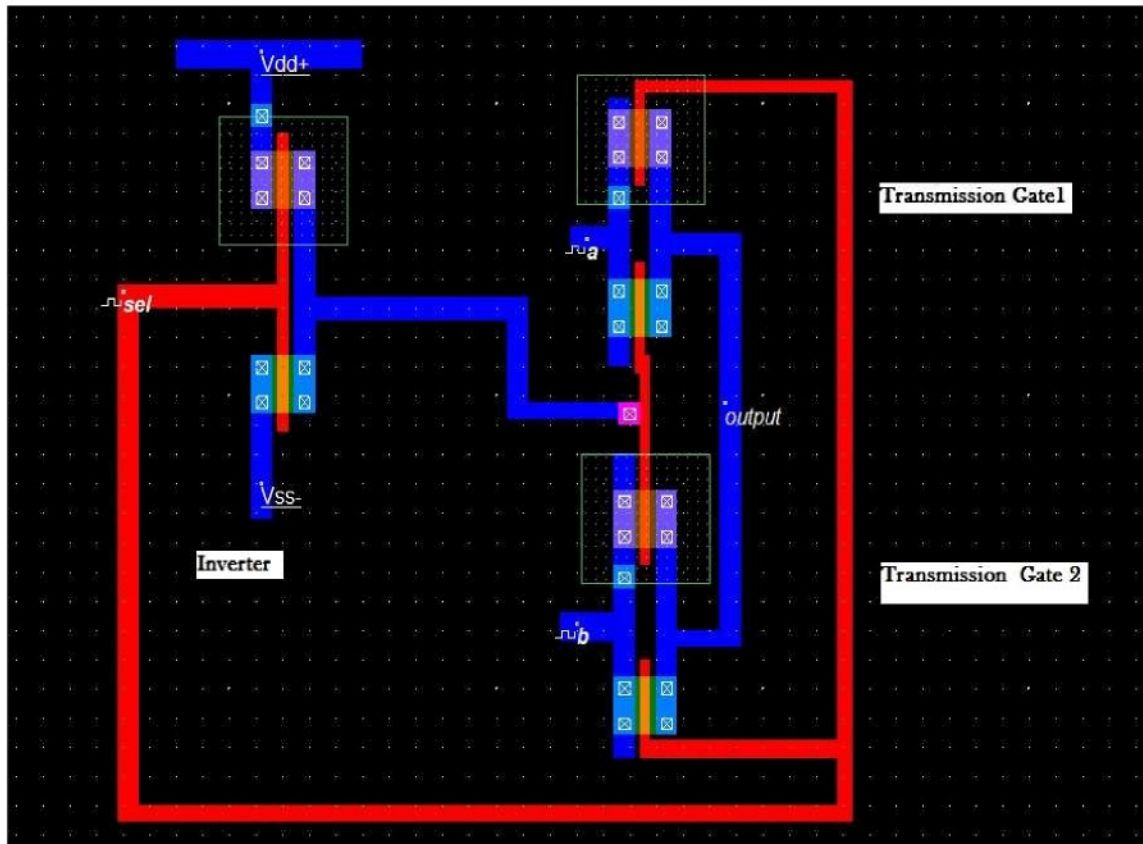 Vdd+
Transmission Gate1
a
sel
output
Vss-
Inverter
Transmission Gate 2
b